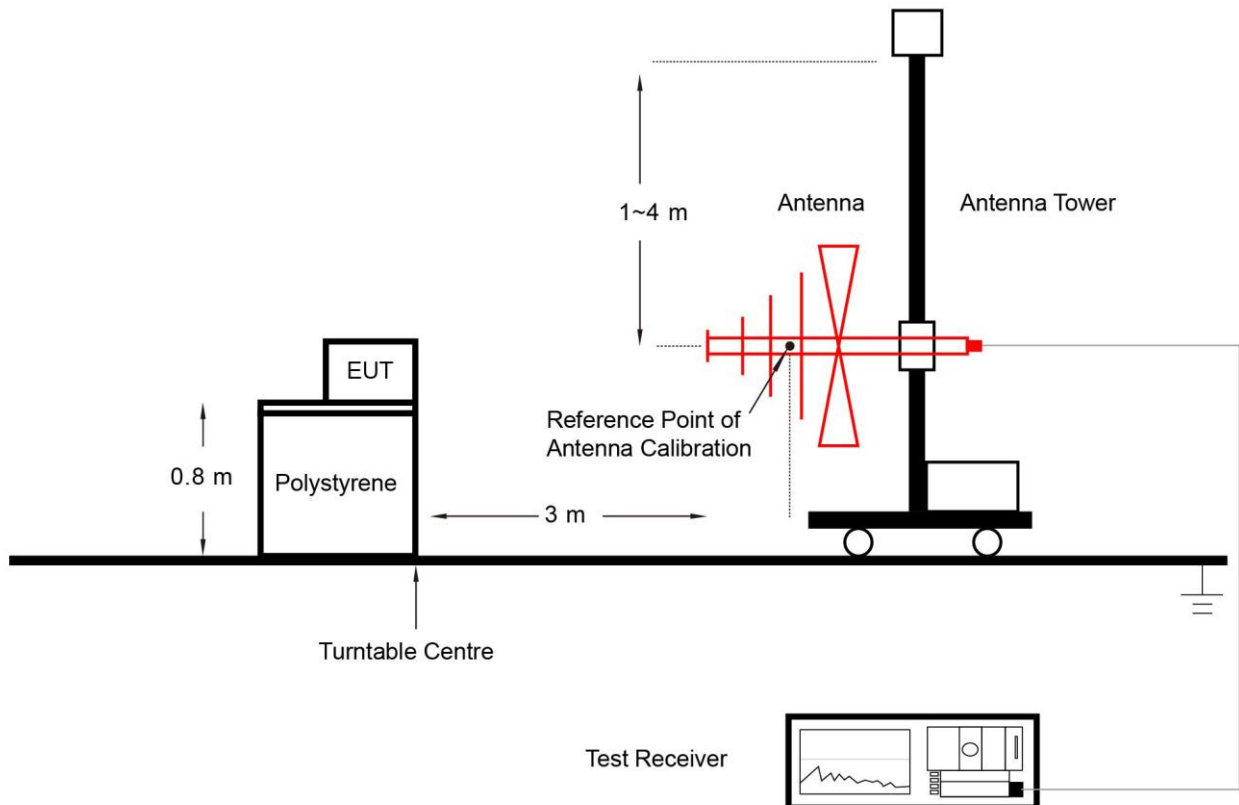 1~4 m
Antenna
Antenna Tower
EUT
Reference Point of
Antenna Calibration
0.8 m
Polystyrene
3 m
Turntable Centre
Test Receiver